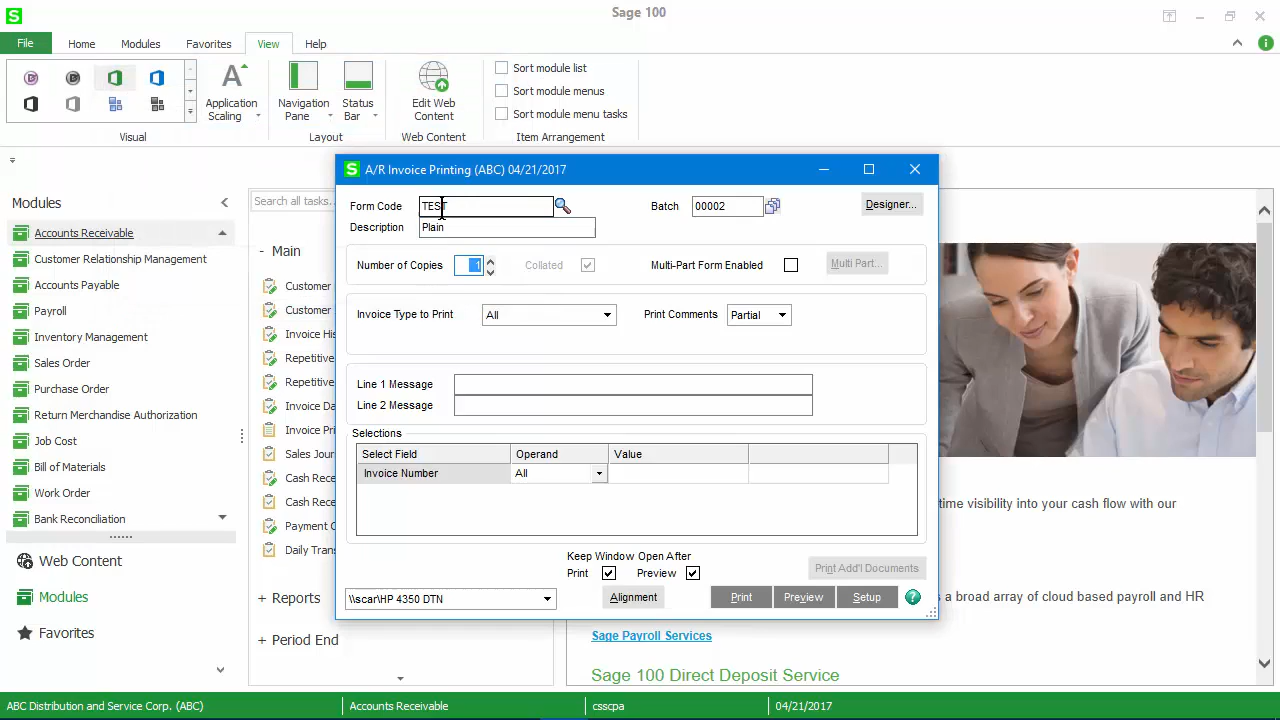 S
Sage 100
File
Home
Modules
Favorites
View
Help
Application
Scaling
Navigation
Pane
Status
Bar
Edit Web
Content
Sort module list
Sort module menus
Sort module menu tasks
Visual
Layout
Web Content
Item Arrangement
Modules
Accounts Receivable
Customer Relationship Management
Accounts Payable
Payroll
Inventory Management
Sales Order
Purchase Order
Return Merchandise Authorization
Job Cost
Bill of Materials
Work Order
Bank Reconciliation
Web Content
Modules
Favorites
Search all tasks.
- Main
Customer
Customer
Invoice His
Repetitive
Repetitive
Invoice Da
Invoice Pri
Sales Jour
Cash Rece
Cash Rece
Payment C
Daily Trans
+ Reports
+ Period End
S A/R Invoice Printing (ABC) 04/21/2017
Form Code TEST
Batch 00002
Designer...
Description Plain
Number of Copies 1
Collated
Multi-Part Form Enabled
Multi Part...
Invoice Type to Print All
Print Comments Partial
Line 1 Message
Line 2 Message
Selections
Select Field Operand Value
Invoice Number All
Keep Window Open After
Print Preview
Print Add'l Documents
\\scar\HP 4350 DTN
Alignment
Print
Preview
Setup
time visibility into your cash flow with our
s a broad array of cloud based payroll and HR
Sage Payroll Services
Sage 100 Direct Deposit Service
ABC Distribution and Service Corp. (ABC)
Accounts Receivable
csscpa
04/21/2017